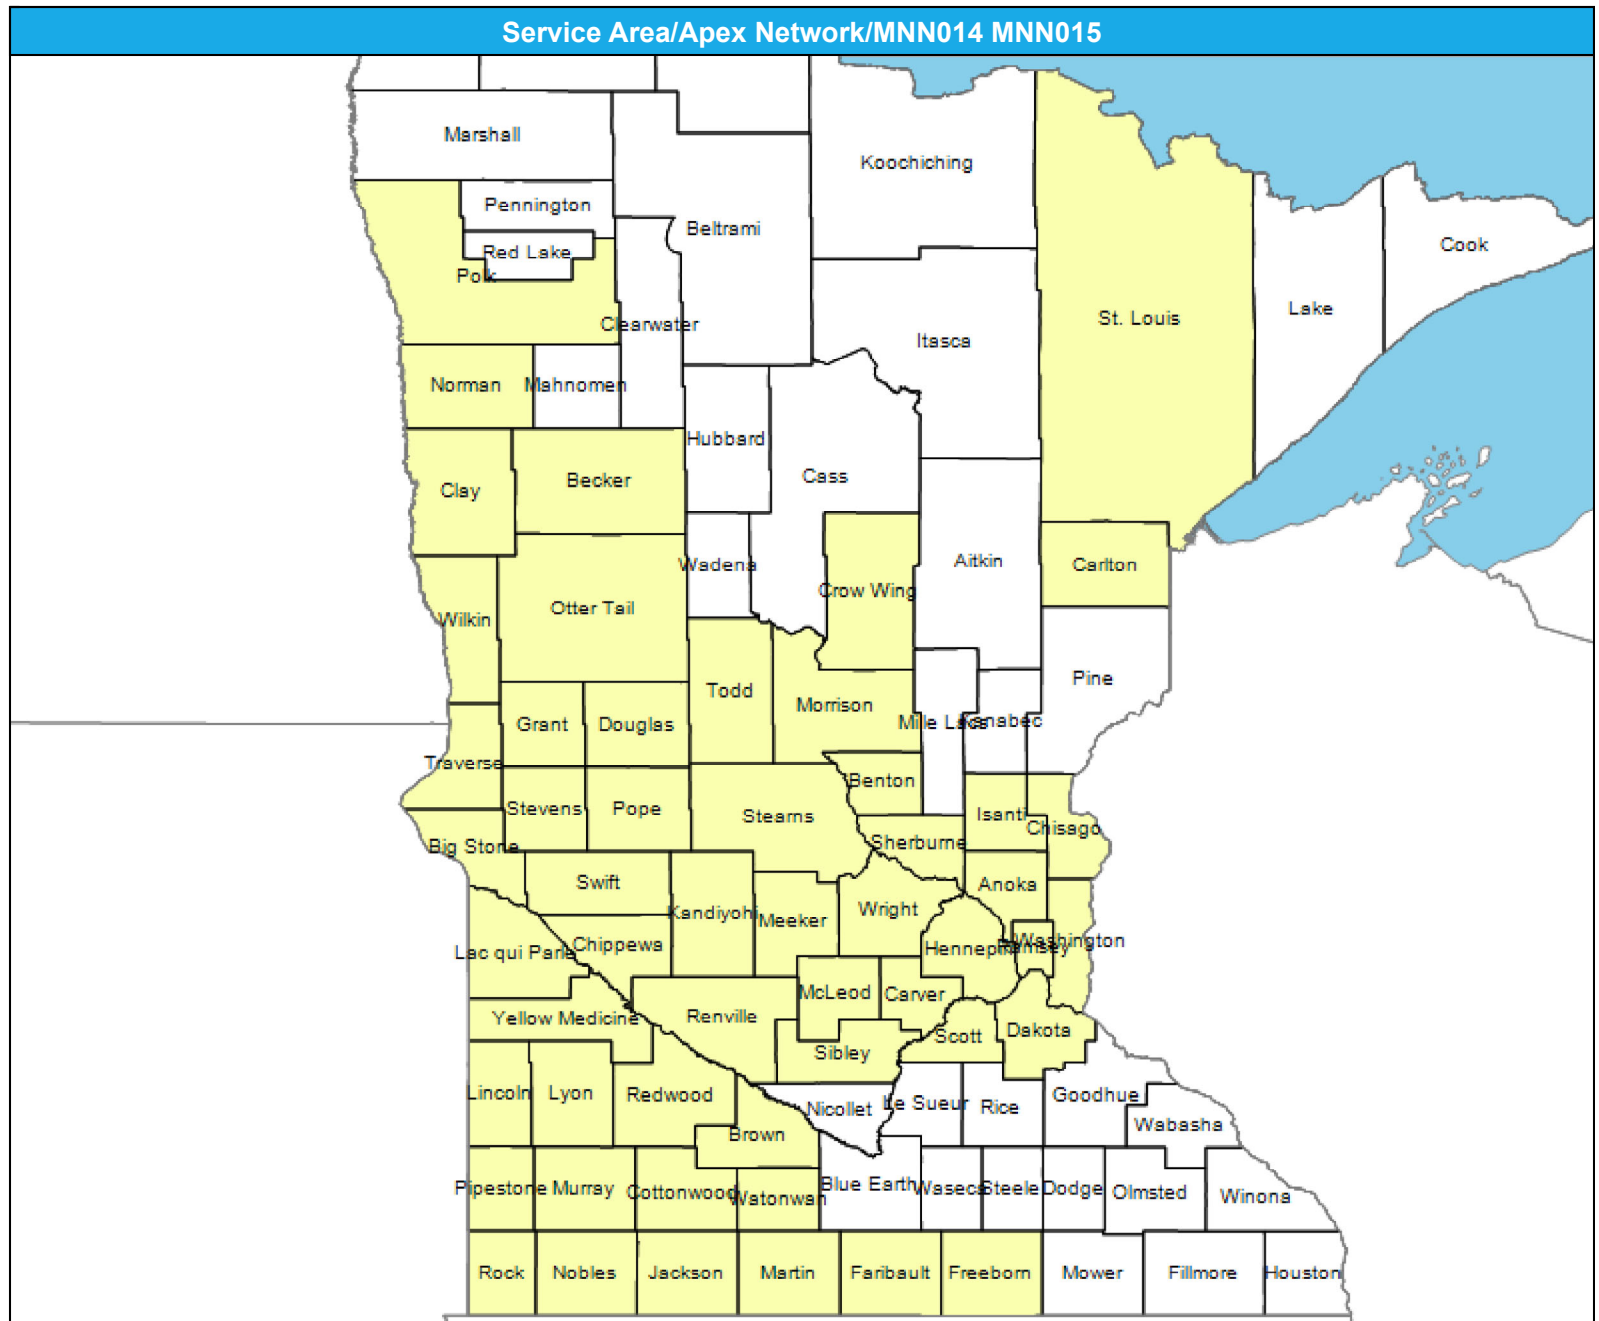 Service Area/Apex Network/MNN014 MNN015
Marshall
Koochiching
Pennington
Beltrami
Red Lake
Cook
Polk
Lake
St. Louis
Clearwater
Itasca
Norman
Mahnomen
Hubbard
Cass
Becker
Clay
Aitkin
Wadena
Carlton
Crow Wing
Otter Tail
Wilkin
Pine
Todd
Morrison
Mille Lacs
Kanabec
Grant
Douglas
Traverse
Benton
Stevens
Pope
Stearns
Isanti
Chisago
Sherburne
Big Stone
Swift
Anoka
Wright
Kandiyohi
Meeker
Washington
Ramsey
Hennepin
Chippewa
Lac qui Parle
McLeod
Carver
Yellow Medicine
Renville
Dakota
Scott
Sibley
Lincoln
Lyon
Redwood
Goodhue
Le Sueur
Rice
Nicollet
Wabasha
Brown
Pipestone
Murray
Cottonwood
Watonwan
Blue Earth
Waseca
Steele
Dodge
Olmsted
Winona
Rock
Nobles
Jackson
Martin
Faribault
Freeborn
Mower
Fillmore
Houston